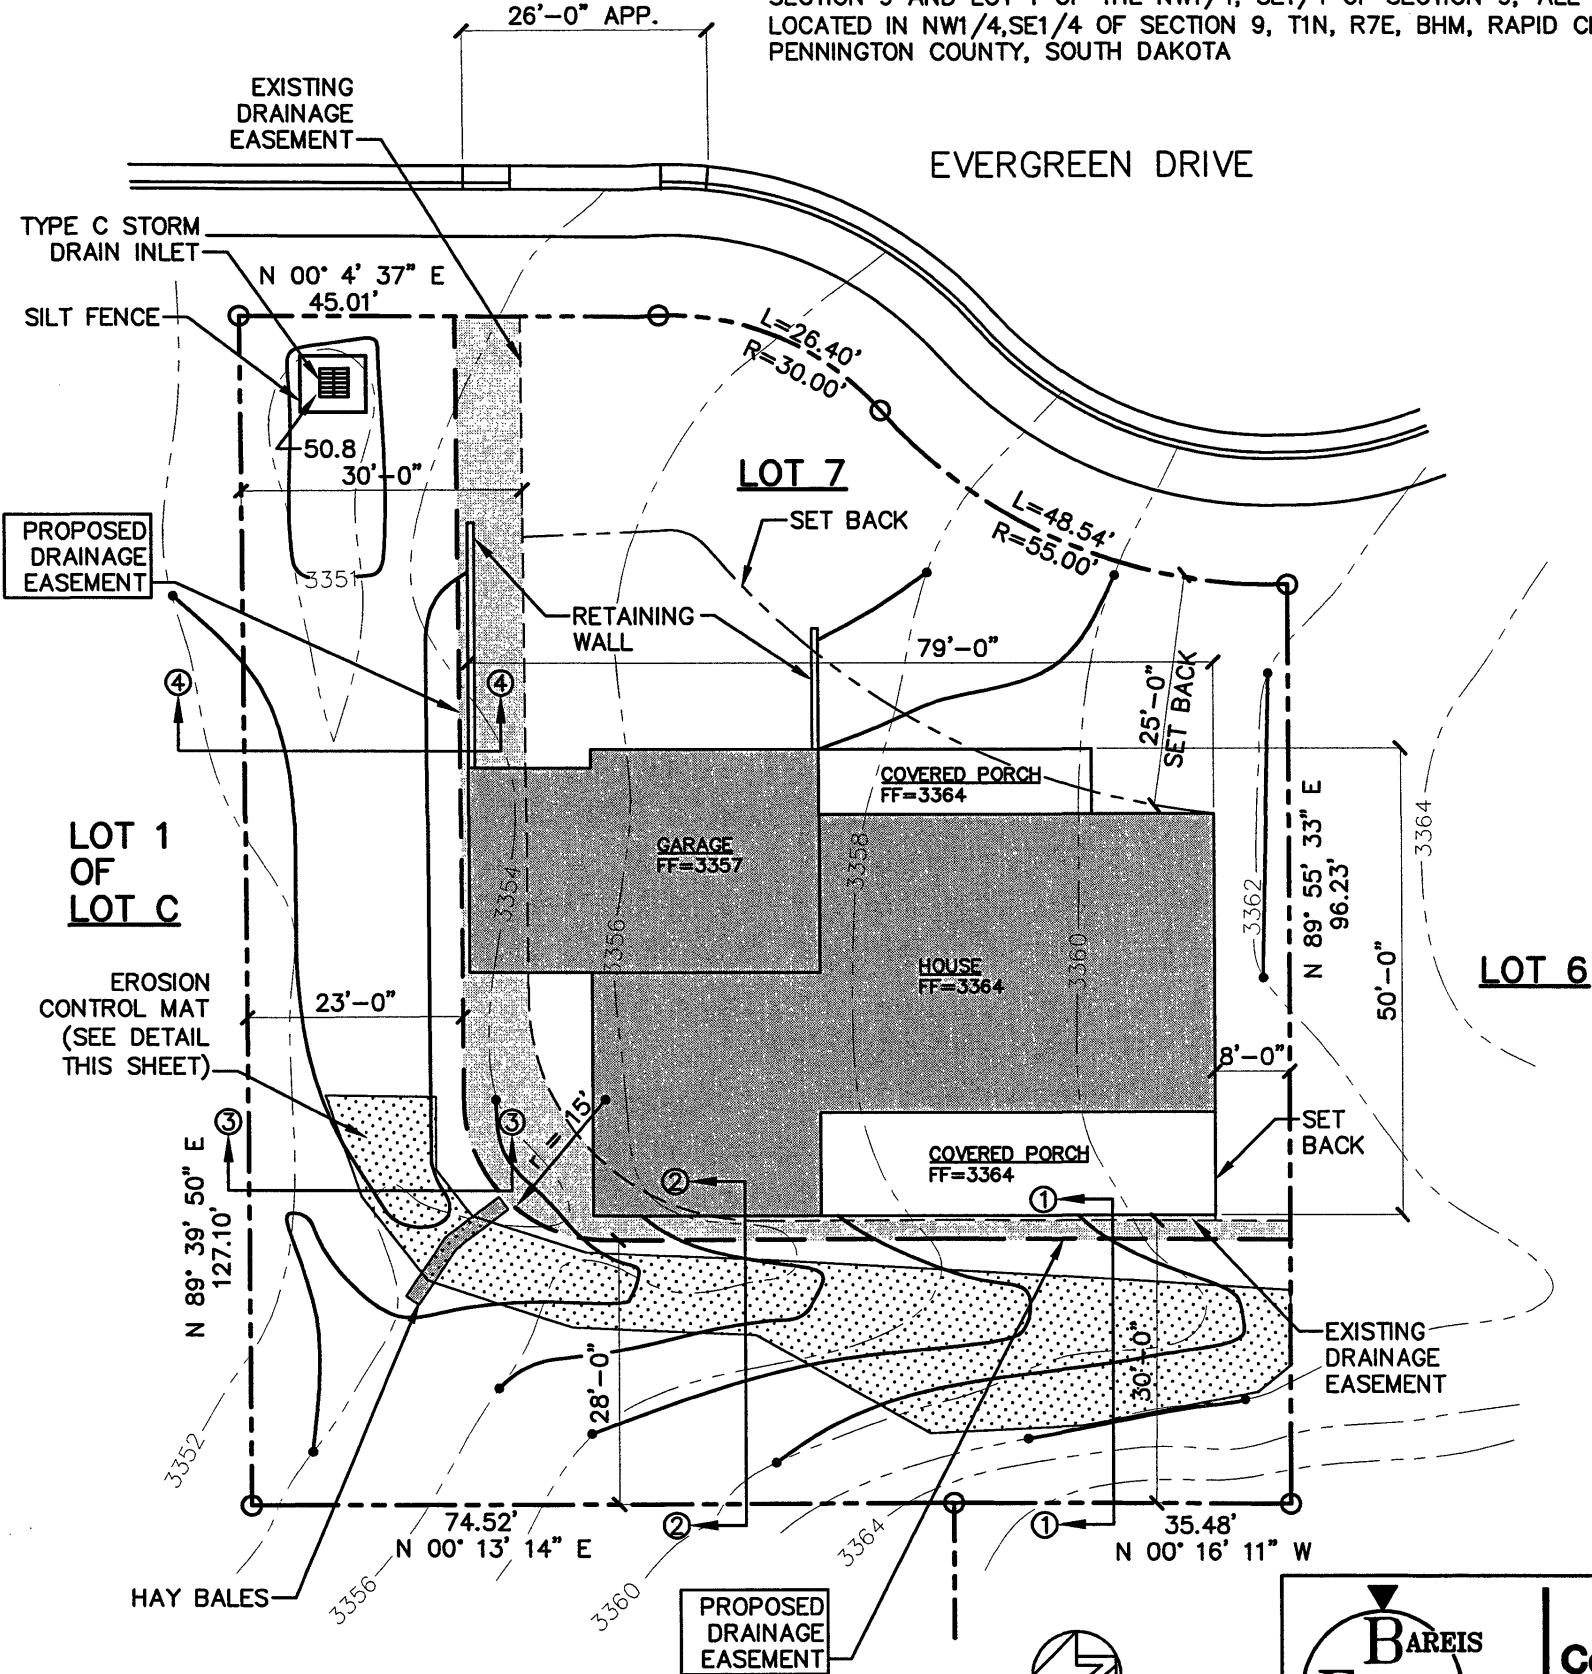 26'-0" APP.
LOCATED IN NW1/4,SE1/4 OF SECTION 9, T1N, R7E, BHM, RAPID
PENNINGTON COUNTY, SOUTH DAKOTA
EXISTING
DRAINAGE
EASEMENT
EVERGREEN DRIVE
TYPE C STORM
DRAIN INLET
N 00° 4' 37" E
45.01'
SILT FENCE
L=26.40'
R=30.00'
50.8
30'-0"
LOT 7
SET BACK
L=48.54'
R=55.00'
PROPOSED
DRAINAGE
EASEMENT
3351
RETAINING
WALL
79'-0"
25'-0"
SET BACK
4
4
COVERED PORCH
FF=3364
LOT 1
OF
LOT C
GARAGE
FF=3357
3354
3356
3358
3360
3362
3364
N 89° 55' 33" E
96.23'
HOUSE
FF=3364
LOT 6
50'-0"
EROSION
CONTROL MAT
(SEE DETAIL
THIS SHEET)
23'-0"
8'-0"
r = 15'
3
3
SET
BACK
COVERED PORCH
FF=3364
2
1
N 89° 39' 50" E
127.10'
28'-0"
30'-0"
EXISTING
DRAINAGE
EASEMENT
3352
74.52'
N 00° 13' 14" E
2
1
35.48'
N 00° 16' 11" W
3364
3356
3360
HAY BALES
PROPOSED
DRAINAGE
EASEMENT
BAREIS